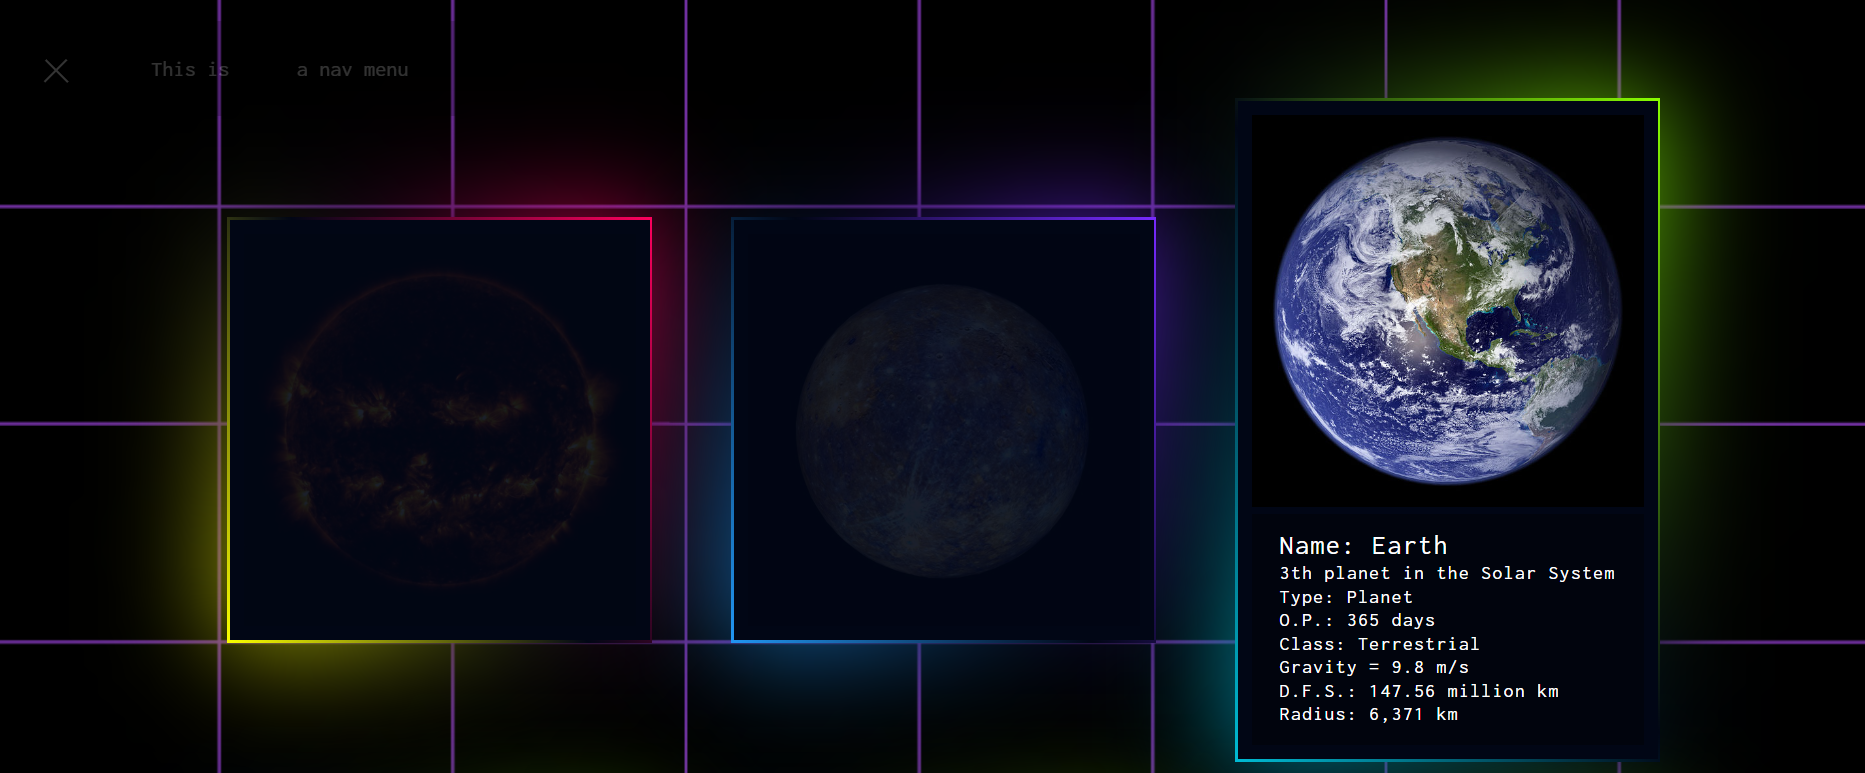 This is a nav menu
Name: Earth
3th planet in the Solar System
Type: Planet
O.P.: 365 days
Class: Terrestrial
Gravity = 9.8 m/s
D.F.S.: 147.56 million km
Radius: 6,371 km